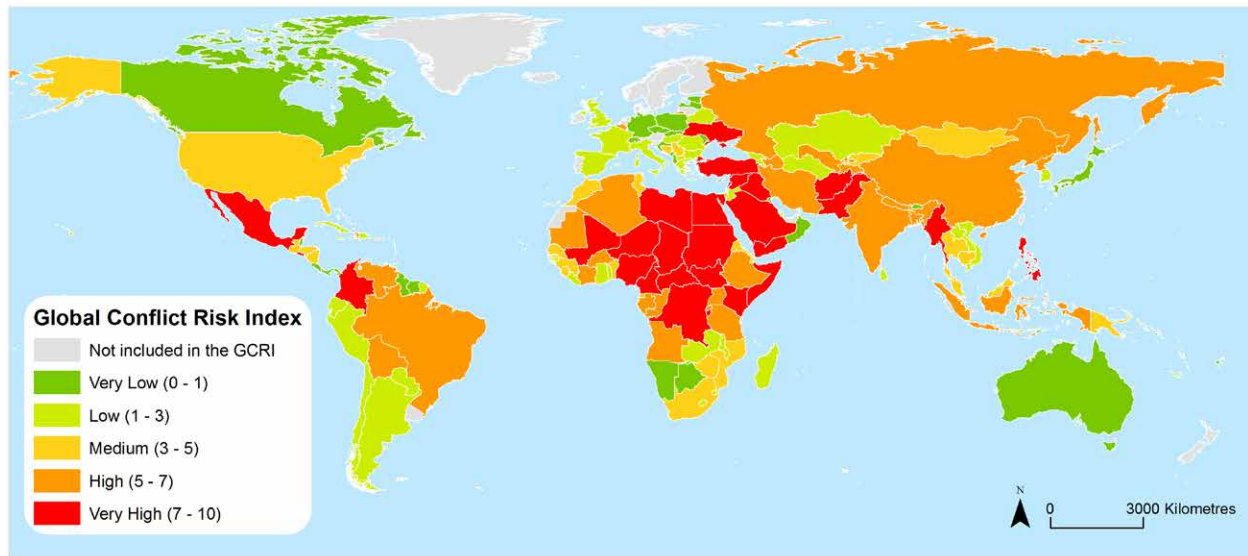 Global Conflict Risk Index
Not included in the GCRI
Very Low (0 - 1)
Low (1 - 3)
Medium (3 - 5)
High (5 - 7)
Very High (7 - 10)
N
0 3000 Kilometres